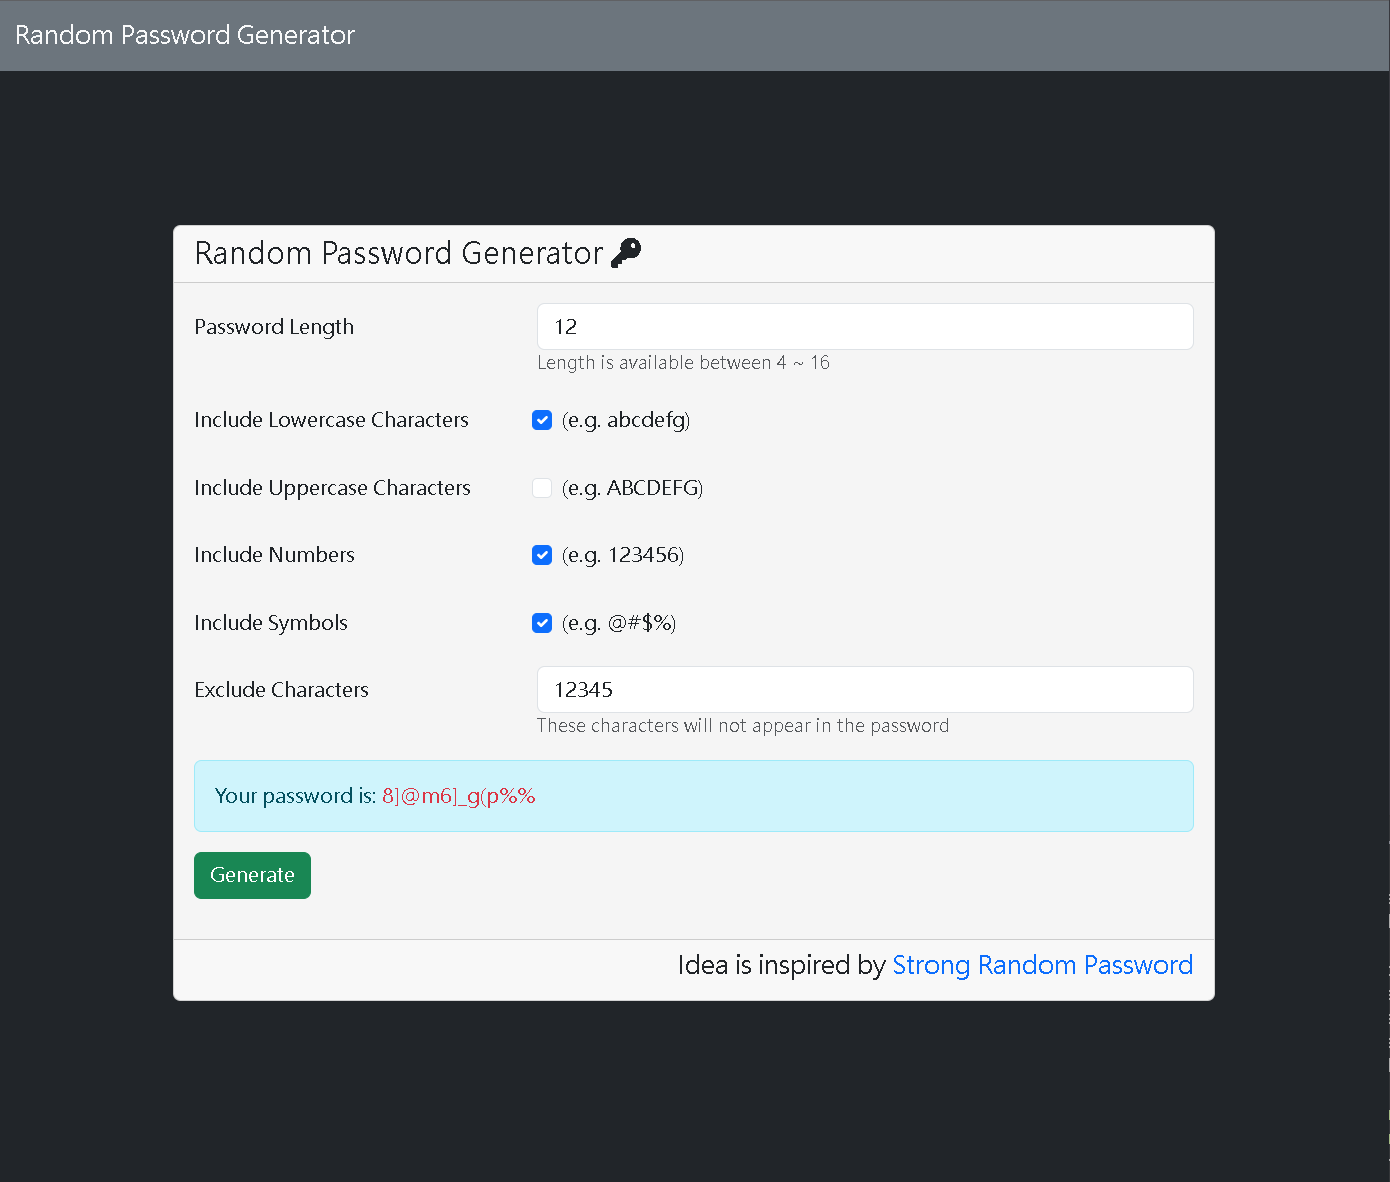 Random Password Generator
Random Password Generator
Password Length 12
Length is available between 4 ~ 16
Include Lowercase Characters (e.g. abcdefg)
Include Uppercase Characters (e.g. ABCDEFG)
Include Numbers (e.g. 123456)
Include Symbols (e.g. @#$%)
Exclude Characters 12345
These characters will not appear in the password
Your password is: 8]@m6]_g(p%%
Generate
Idea is inspired by Strong Random Password